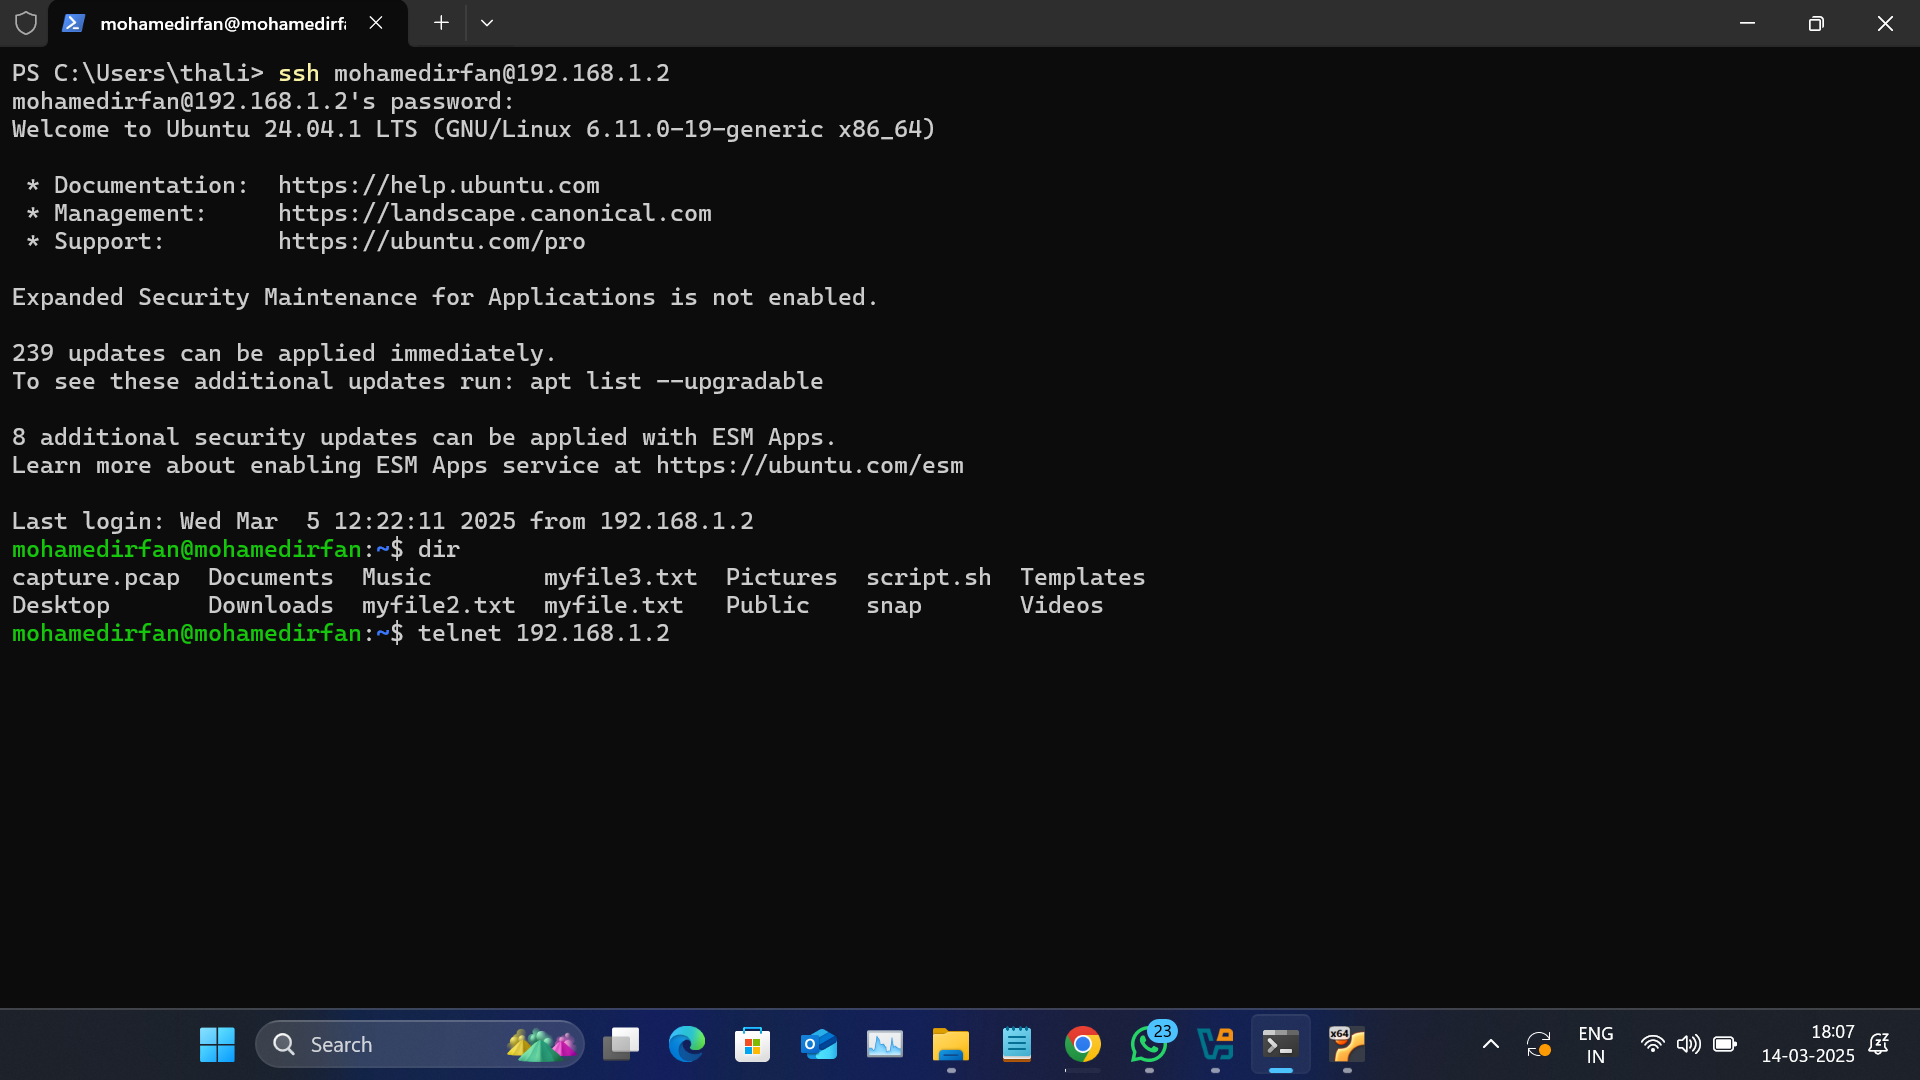 mohamedirfan@mohamedirfa
PS C:\Users\thali> ssh mohamedirfan@192.168.1.2
mohamedirfan@192.168.1.2's password:
Welcome to Ubuntu 24.04.1 LTS (GNU/Linux 6.11.0-19-generic x86_64)
* Documentation:  https://help.ubuntu.com
* Management:     https://landscape.canonical.com
* Support:        https://ubuntu.com/pro
Expanded Security Maintenance for Applications is not enabled.
239 updates can be applied immediately.
To see these additional updates run: apt list --upgradable
8 additional security updates can be applied with ESM Apps.
Learn more about enabling ESM Apps service at https://ubuntu.com/esm
Last login: Wed Mar  5 12:22:11 2025 from 192.168.1.2
mohamedirfan@mohamedirfan:~$ dir
capture.pcap  Documents  Music        myfile3.txt  Pictures  script.sh  Templates
Desktop       Downloads  myfile2.txt  myfile.txt   Public    snap       Videos
mohamedirfan@mohamedirfan:~$ telnet 192.168.1.2
Search
23
x64
ENG
IN
18:07
14-03-2025